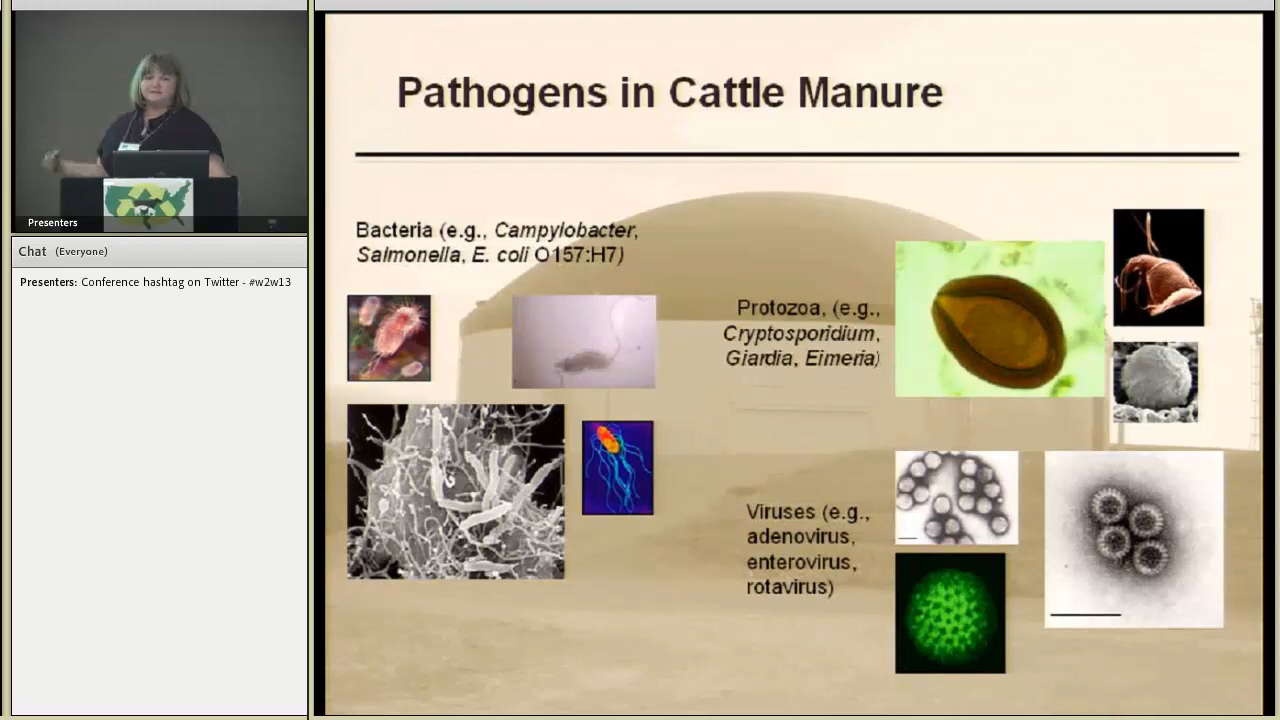 Pathogens in Cattle Manure
Presenters
Chat (Everyone)
Presenters: Conference hashtag on Twitter - #w2w13
Bacteria (e.g., Campylobacter,
Salmonella, E. coli O157:H7)
Protozoa, (e.g.,
Cryptosporidium,
Giardia, Eimeria)
Viruses (e.g.,
adenovirus,
enterovirus,
rotavirus)